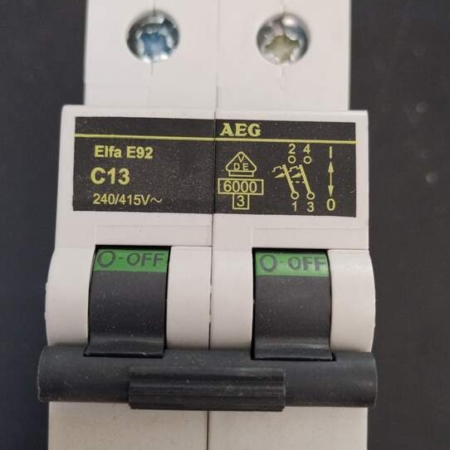 AEG
Elfa E92
C13
240/415V~
VDE
6000
3
2 4
1 3
I
0
O-OFF
O-OFF